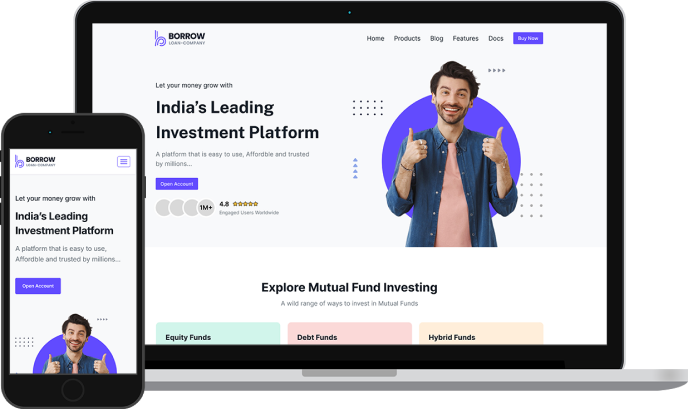 BORROW
LOAN COMPANY
Home Products Blog Features Docs Buy Now
Let your money grow with
India's Leading
Investment Platform
A platform that is easy to use, Affordble and trusted
by millions...
Open Account
1M+ 4.8
Engaged Users Worldwide
Explore Mutual Fund Investing
A wild range of ways to invest in Mutual Funds
Equity Funds Debt Funds Hybrid Funds
BORROW
LOAN COMPANY
Let your money grow with
India's Leading
Investment Platform
A platform that is easy to use,
Affordble and trusted by millions...
Open Account